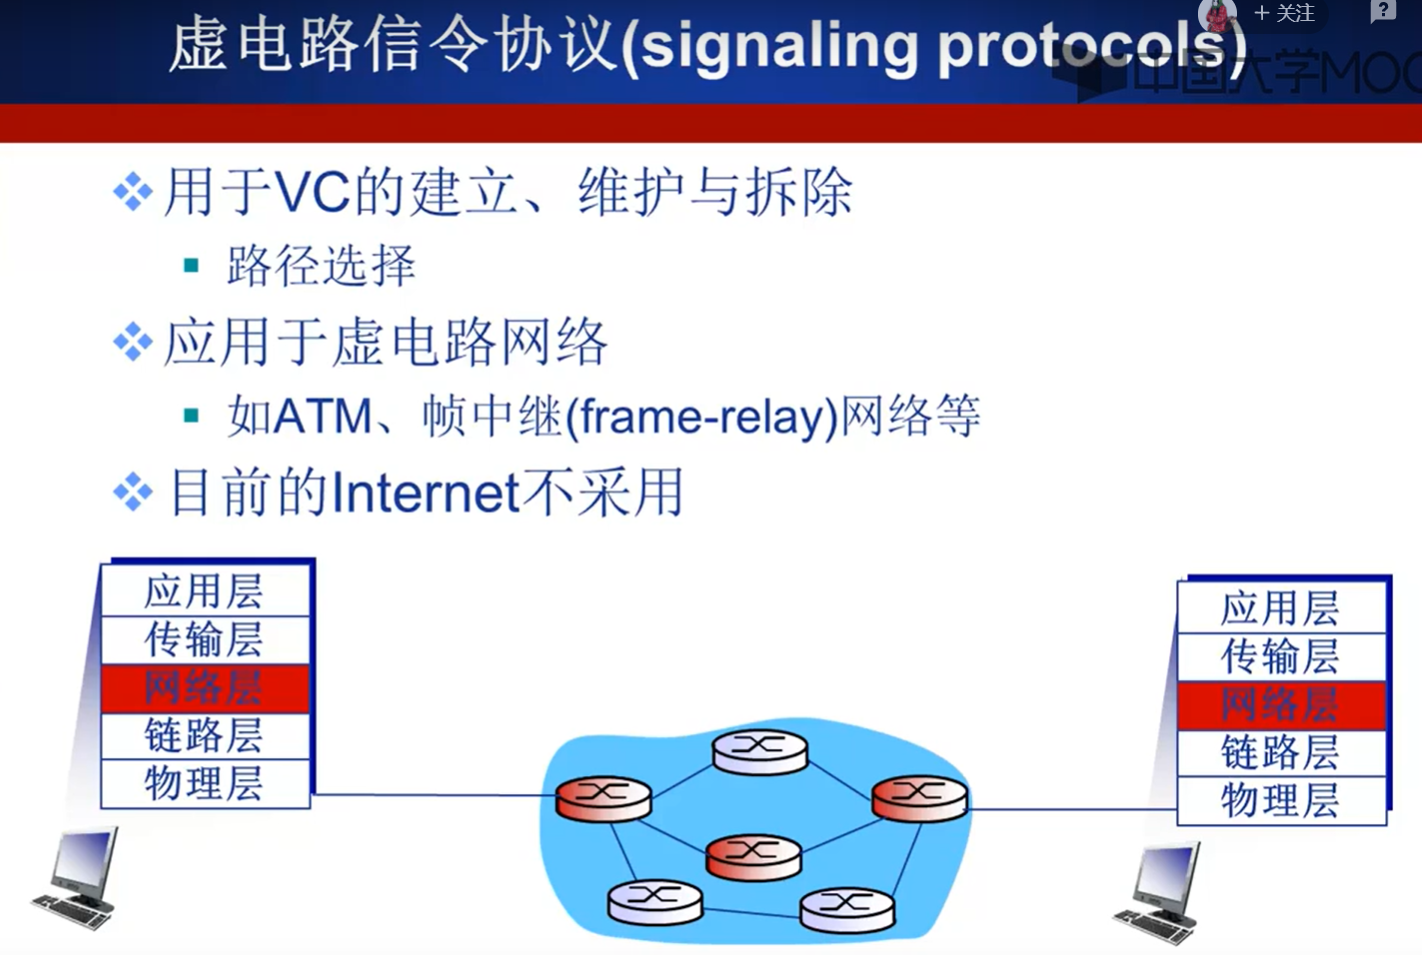 + 关注
?
虚电路信令协议(signaling protocols)
中国大学MOO
用于VC的建立、维护与拆除
路径选择
应用于虚电路网络
如ATM、帧中继(frame-relay)网络等
目前的Internet不采用
应用层
传输层
网络层
链路层
物理层
应用层
传输层
网络层
链路层
物理层